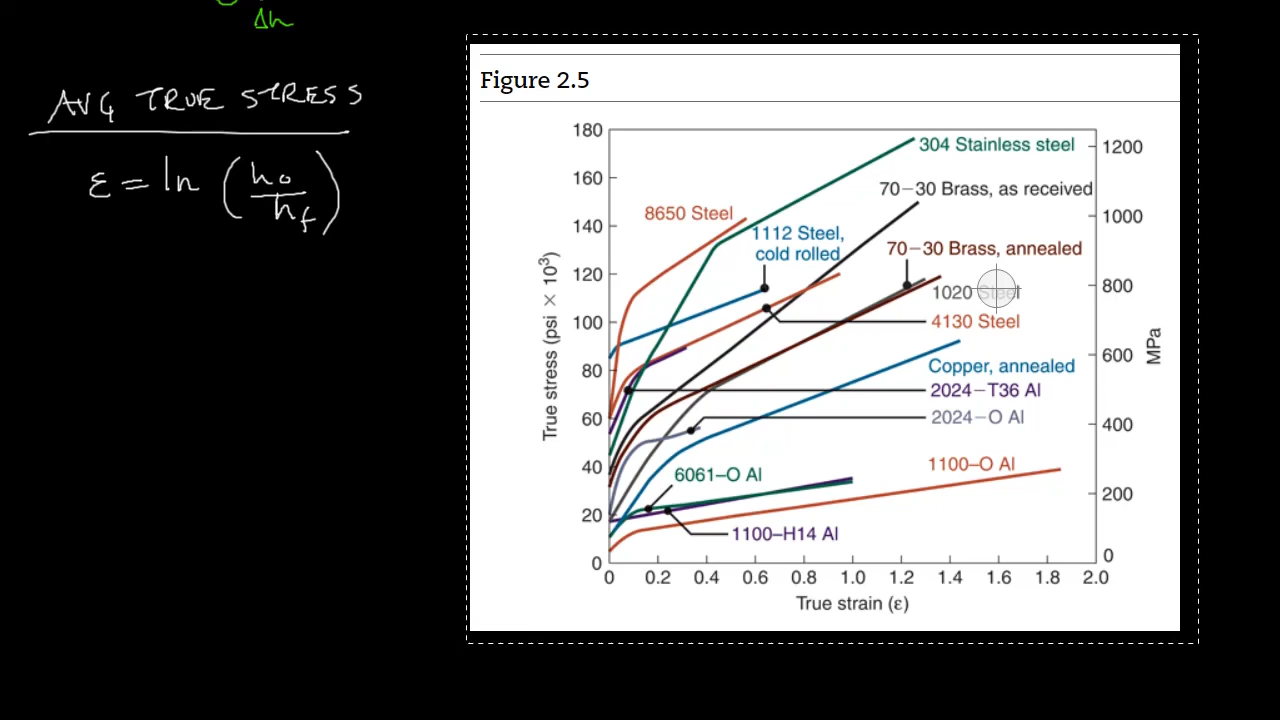 Δh
AVG TRUE STRESS
ε = ln (h₀/h_f)
Figure 2.5
180
160
140
120
100
80
60
40
20
0
True stress (psi × 10³)
1200
1000
800
600
400
200
0
MPa
0 0.2 0.4 0.6 0.8 1.0 1.2 1.4 1.6 1.8 2.0
True strain (ε)
304 Stainless steel
70–30 Brass, as received
8650 Steel
1112 Steel,
cold rolled
70–30 Brass, annealed
1020 Steel
4130 Steel
Copper, annealed
2024–T36 Al
2024–O Al
1100–O Al
6061–O Al
1100–H14 Al